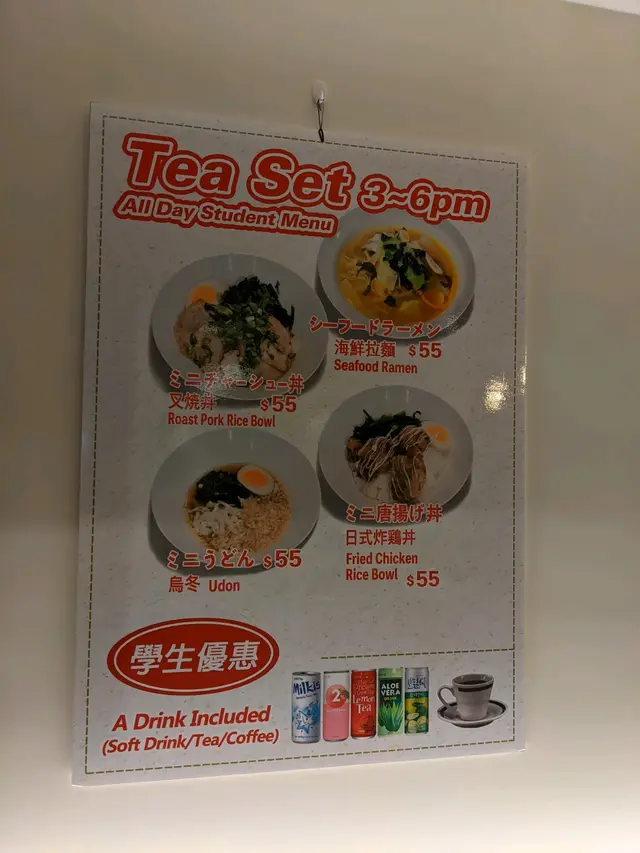 Tea Set 3~6pm
All Day Student Menu
シーフードラーメン
海鮮拉麵 $55
Seafood Ramen
ミニチャーシュー丼
叉燒丼 $55
Roast Pork Rice Bowl
ミニ唐揚げ丼
日式炸鷄丼
Fried Chicken
Rice Bowl $55
ミニうどん $55
烏冬 Udon
學生優惠
A Drink Included
(Soft Drink/Tea/Coffee)
Milkis
2%
Lemon
Tea
ALOE
VERA